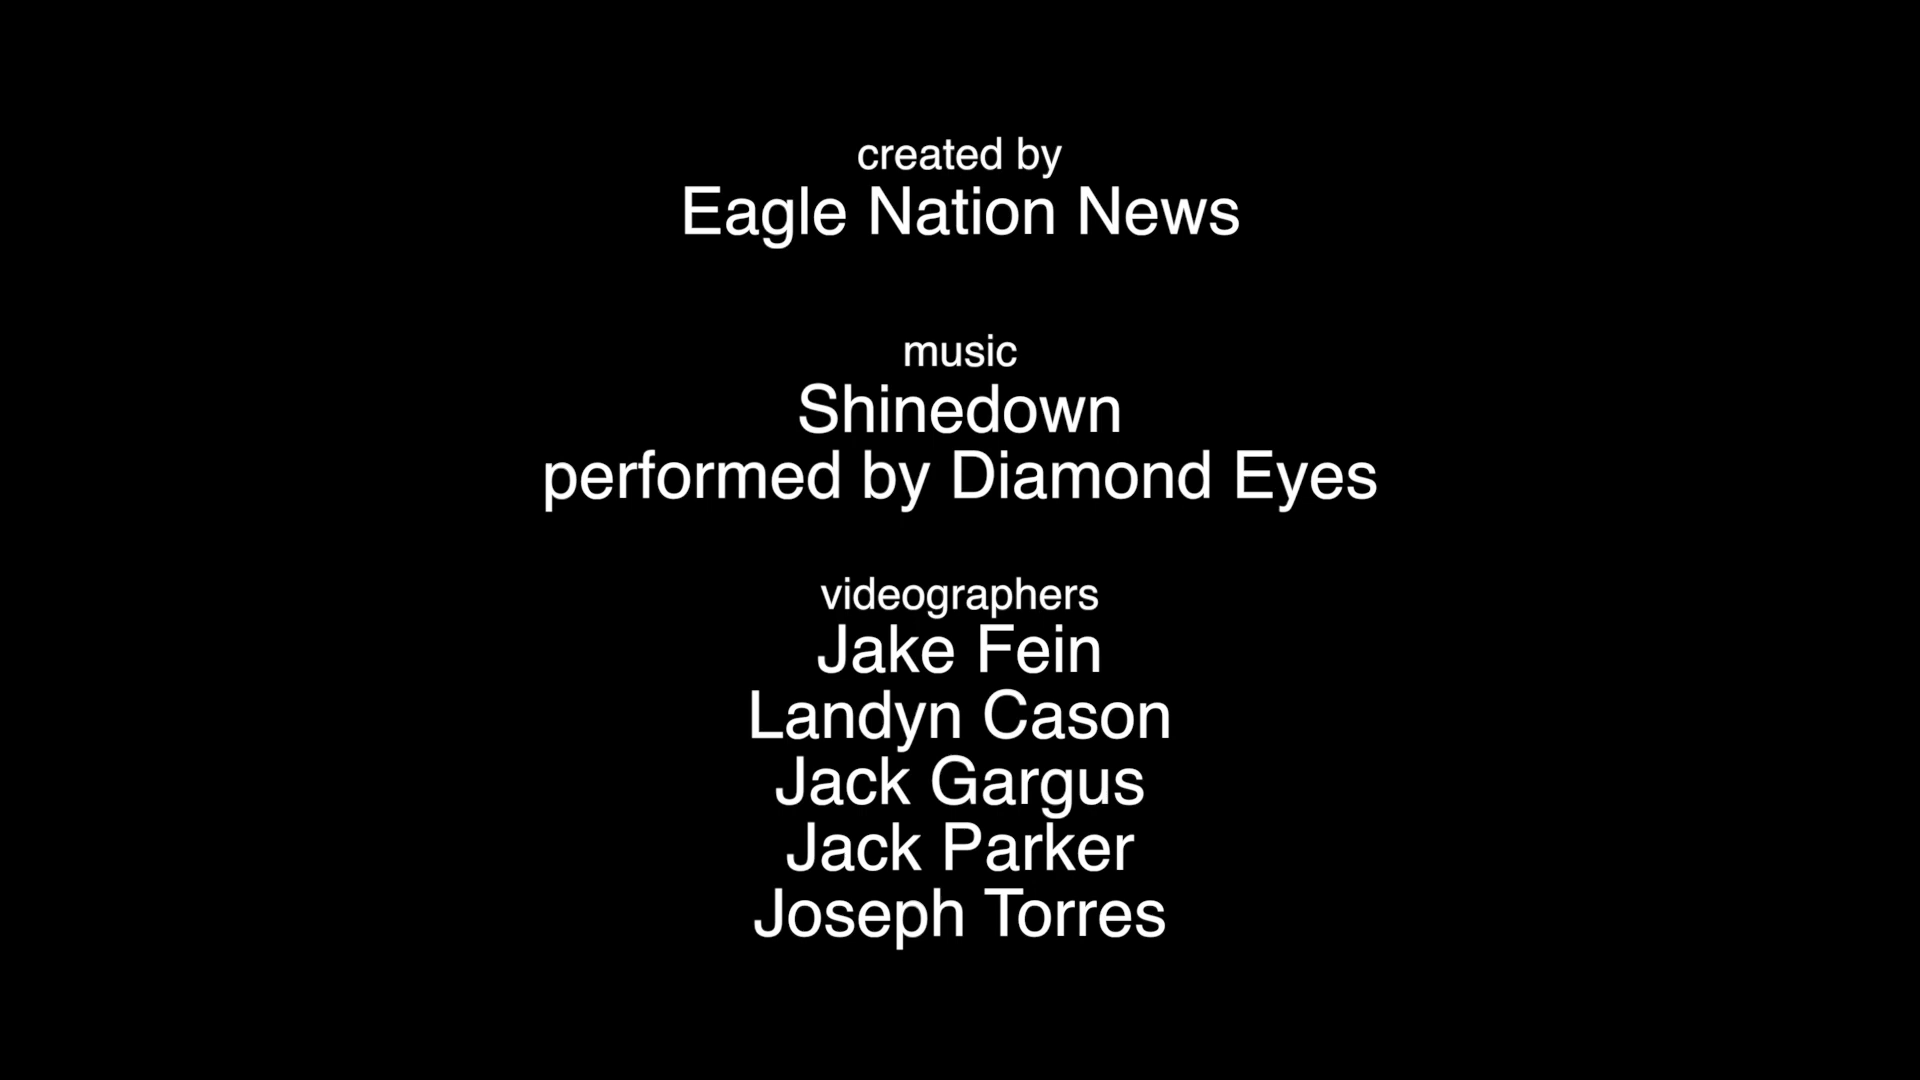 created by
Eagle Nation News
music
Shinedown
performed by Diamond Eyes
videographers
Jake Fein
Landyn Cason
Jack Gargus
Jack Parker
Joseph Torres